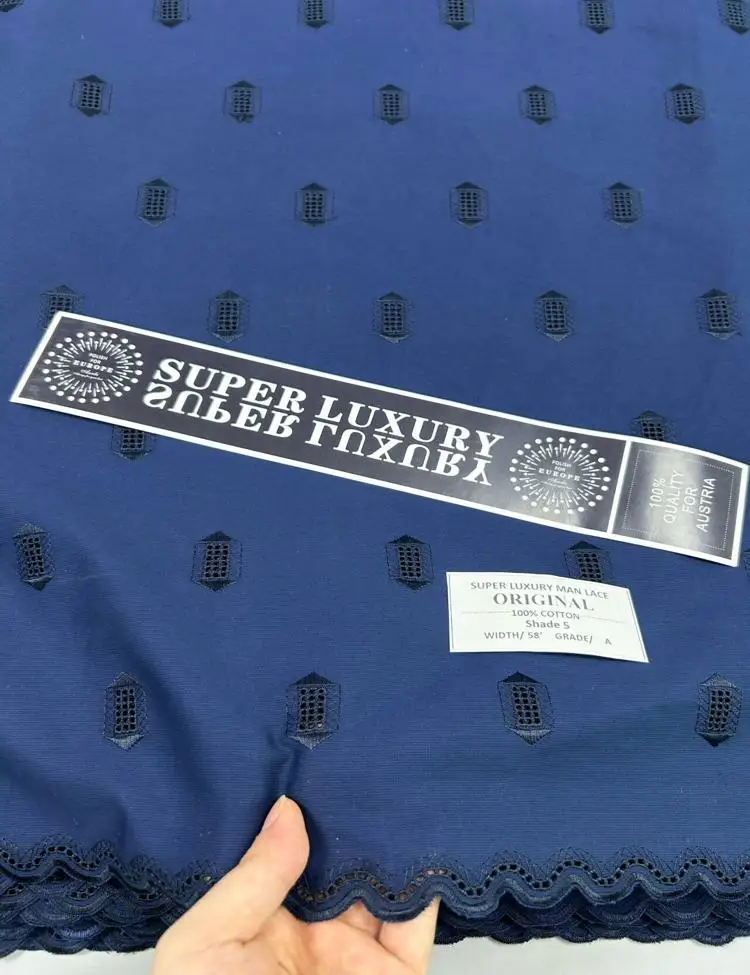 POLISH
FOR
EUROPE
SUPER LUXURY
SUPER LUXURY
POLISH
FOR
EUROPE
100%
QUALITY
FOR
AUSTRIA
SUPER LUXURY MAN LACE
ORIGINAL
100% COTTON
Shade 5
WIDTH/ 58' GRADE/ A